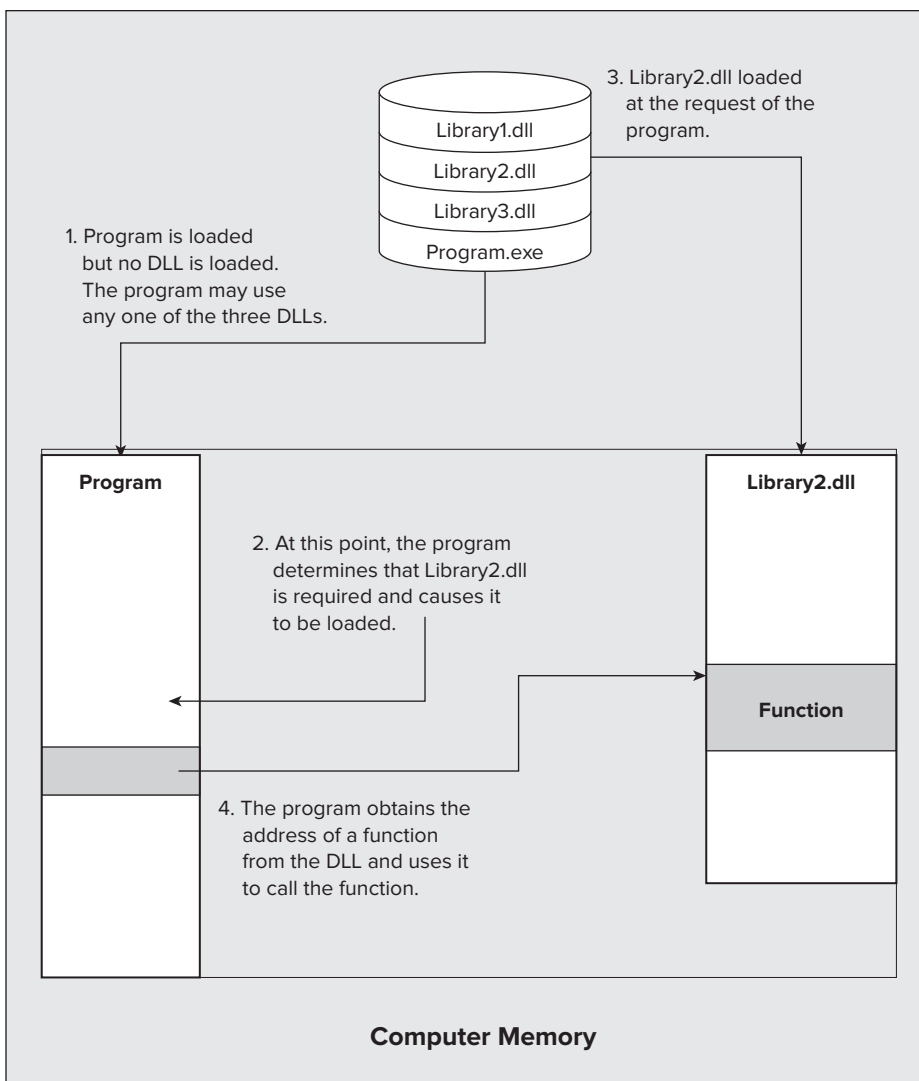 3. Library2.dll loaded
at the request of the
program.
Library1.dll
Library2.dll
Library3.dll
Program.exe
1. Program is loaded
but no DLL is loaded.
The program may use
any one of the three DLLs.
Program
Library2.dll
2. At this point, the program
determines that Library2.dll
is required and causes it
to be loaded.
Function
4. The program obtains the
address of a function
from the DLL and uses it
to call the function.
Computer Memory